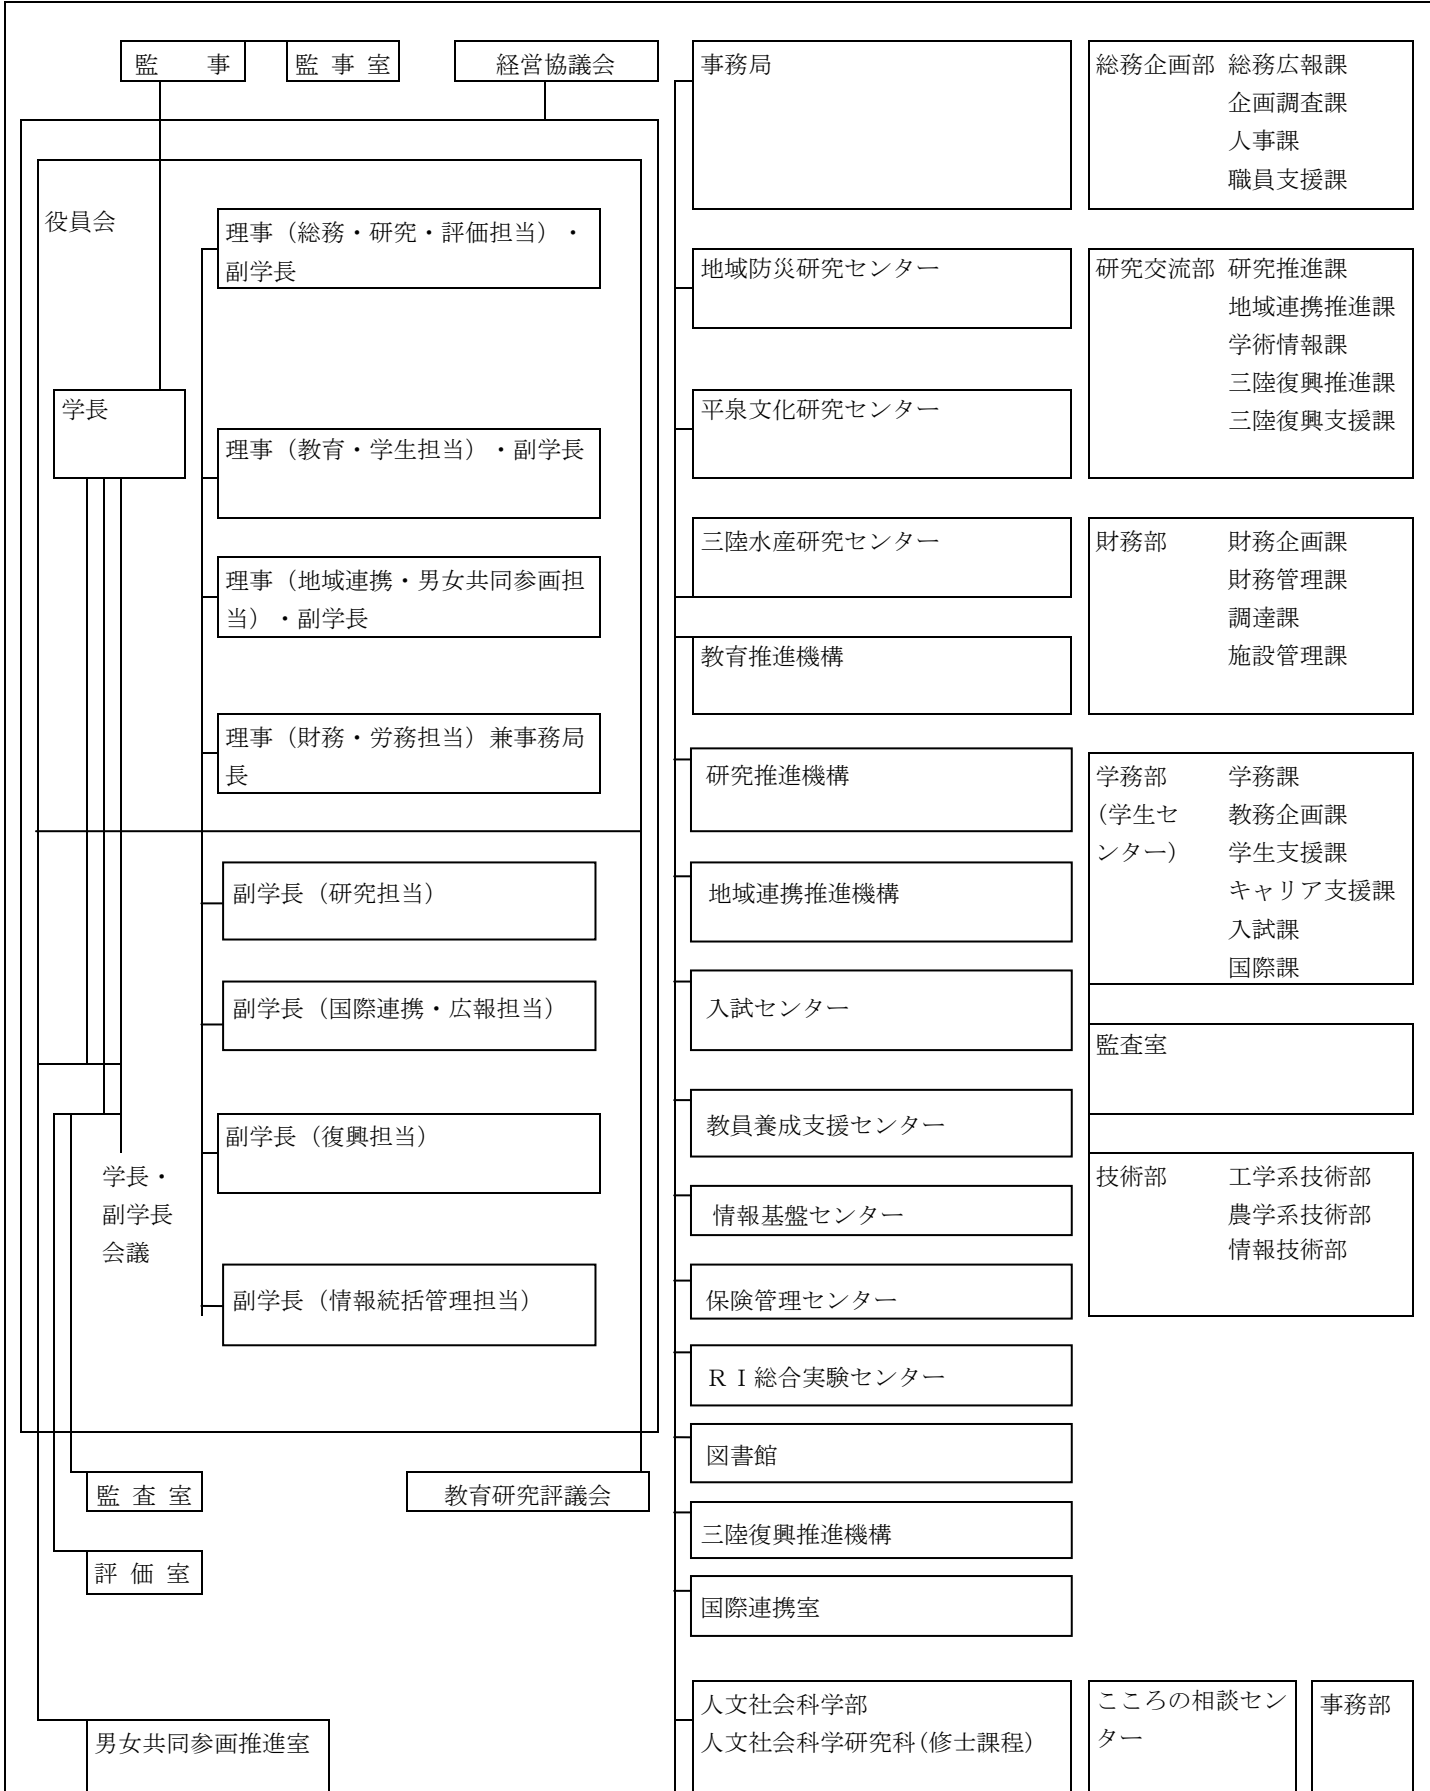 監　事
監 事 室
経営協議会
役員会
学長
理事（総務・研究・評価担当）・
副学長
理事（教育・学生担当）・副学長
理事（地域連携・男女共同参画担
当）・副学長
理事（財務・労務担当）兼事務局
長
副学長（研究担当）
副学長（国際連携・広報担当）
副学長（復興担当）
副学長（情報統括管理担当）
学長・
副学長
会議
監 査 室
教育研究評議会
評 価 室
男女共同参画推進室
事務局
地域防災研究センター
平泉文化研究センター
三陸水産研究センター
教育推進機構
研究推進機構
地域連携推進機構
入試センター
教員養成支援センター
情報基盤センター
保険管理センター
ＲＩ総合実験センター
図書館
三陸復興推進機構
国際連携室
人文社会科学部
人文社会科学研究科(修士課程)
総務企画部 総務広報課
企画調査課
人事課
職員支援課
研究交流部 研究推進課
地域連携推進課
学術情報課
三陸復興推進課
三陸復興支援課
財務部 財務企画課
財務管理課
調達課
施設管理課
学務部 学務課
(学生セ 教務企画課
ンター) 学生支援課
キャリア支援課
入試課
国際課
監査室
技術部 工学系技術部
農学系技術部
情報技術部
こころの相談セン
ター
事務部